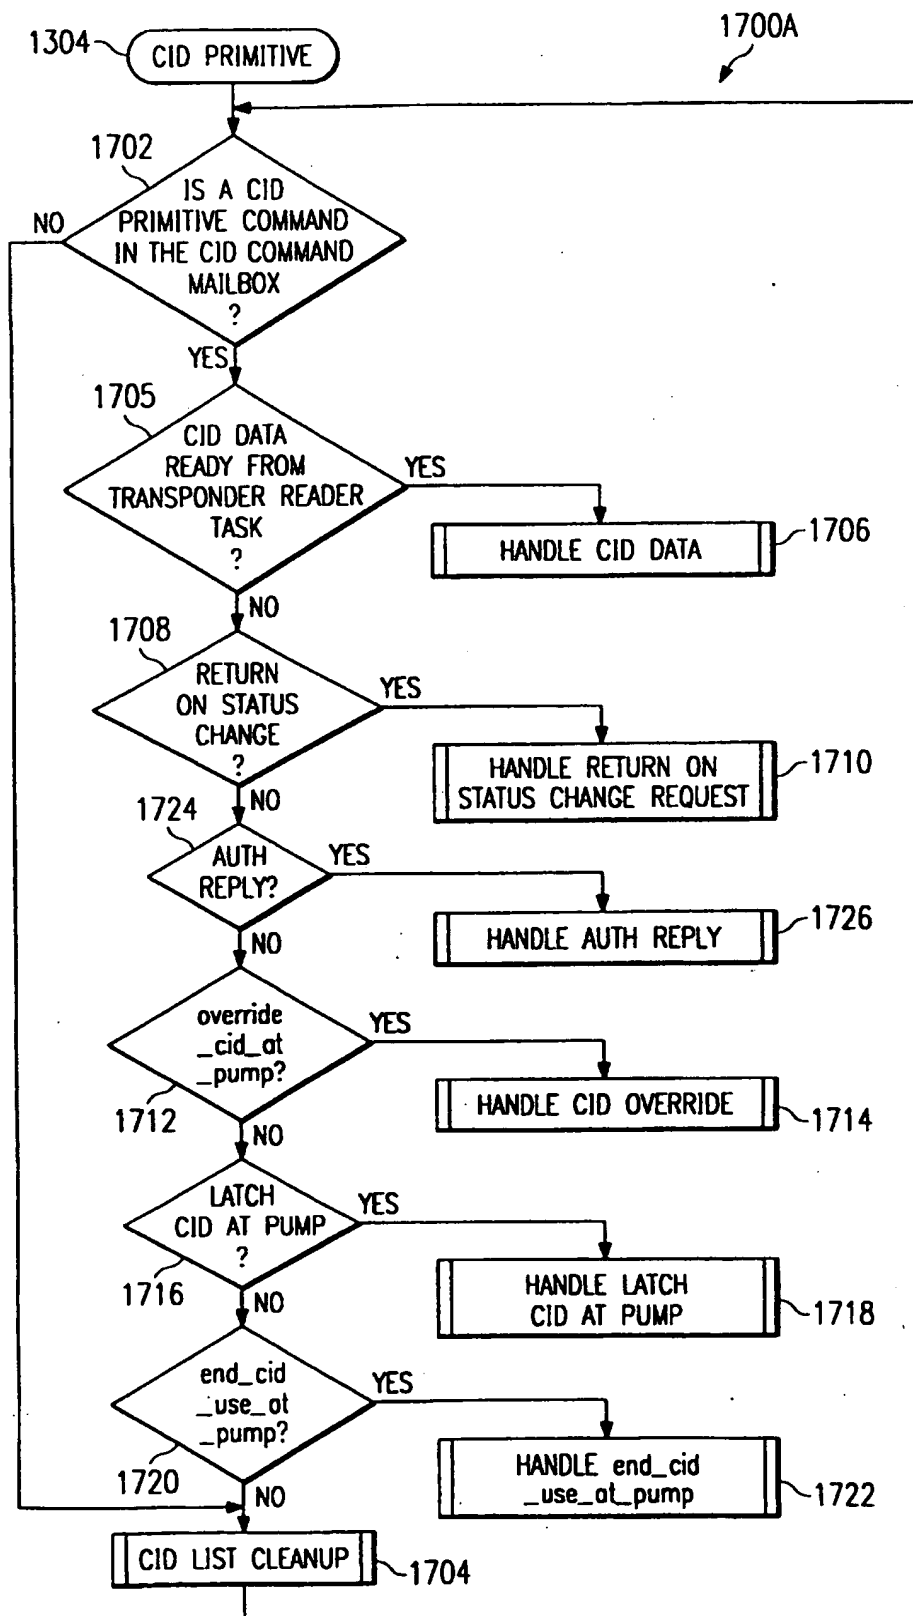 1700A
1304
CID PRIMITIVE
1702
IS A CID
PRIMITIVE COMMAND
IN THE CID COMMAND
MAILBOX
?
NO
YES
1705
CID DATA
READY FROM
TRANSPONDER READER
TASK
?
YES
HANDLE CID DATA
1706
NO
1708
RETURN
ON STATUS
CHANGE
?
YES
HANDLE RETURN ON
STATUS CHANGE REQUEST
1710
NO
1724
AUTH
REPLY?
YES
HANDLE AUTH REPLY
1726
NO
override
_cid_at
_pump?
1712
YES
HANDLE CID OVERRIDE
1714
NO
LATCH
CID AT PUMP
?
1716
YES
HANDLE LATCH
CID AT PUMP
1718
NO
end_cid
_use_at
_pump?
1720
YES
HANDLE end_cid
_use_at_pump
1722
NO
CID LIST CLEANUP
1704